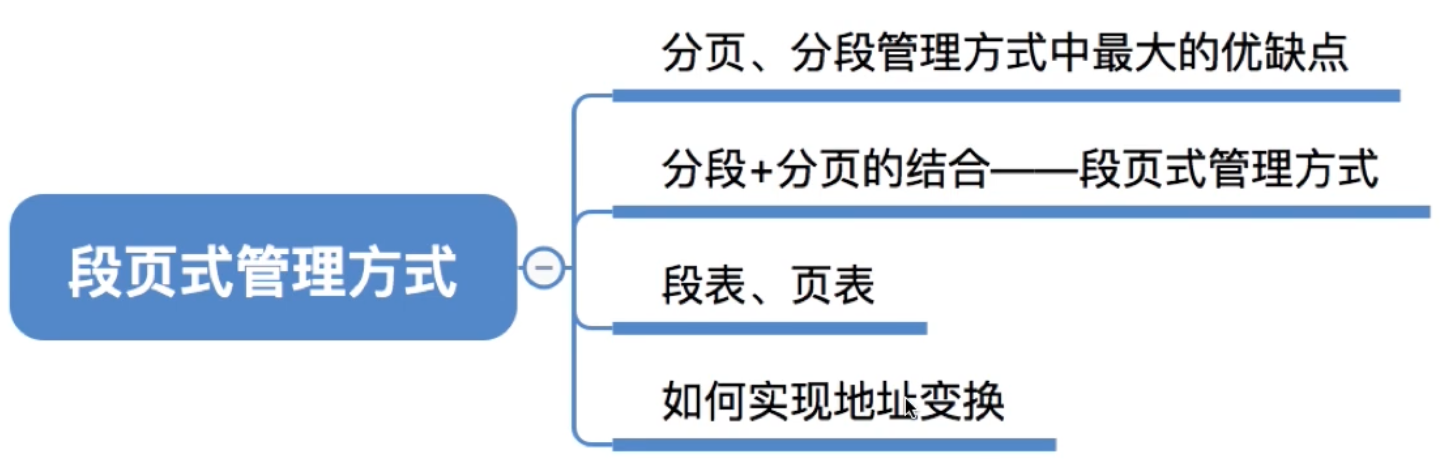 分页、分段管理方式中最大的优缺点
分段+分页的结合——段页式管理方式
段页式管理方式
段表、页表
如何实现地址变换